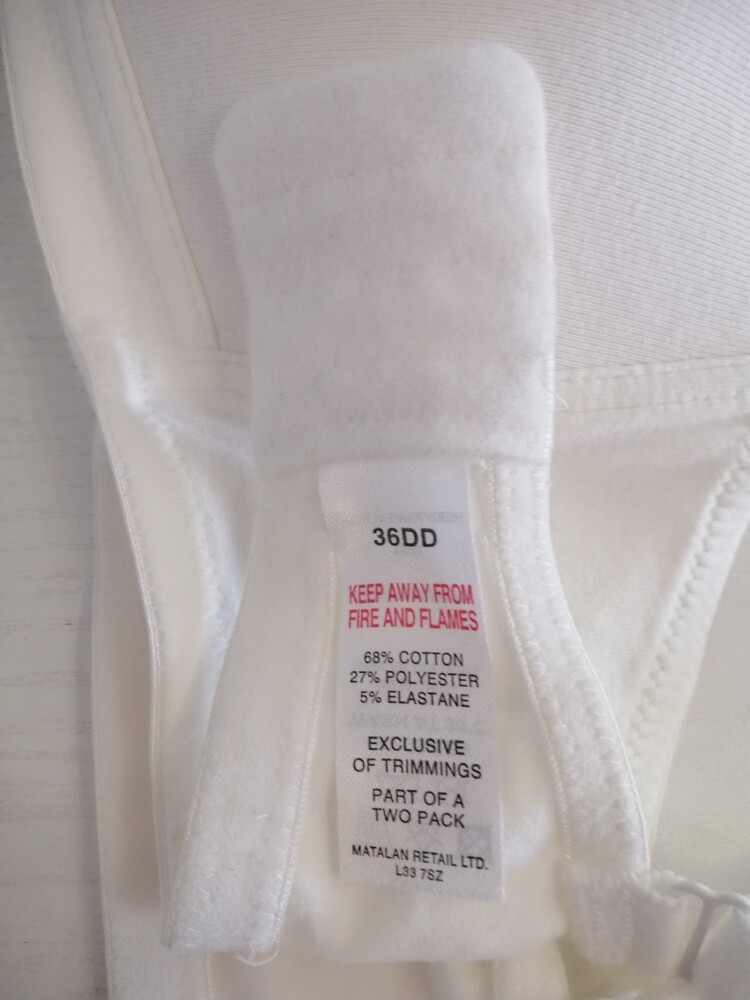 36DD
KEEP AWAY FROM
FIRE AND FLAMES
68% COTTON
27% POLYESTER
5% ELASTANE
EXCLUSIVE
OF TRIMMINGS
PART OF A
TWO PACK
MATALAN RETAIL LTD.
L33 7SZ